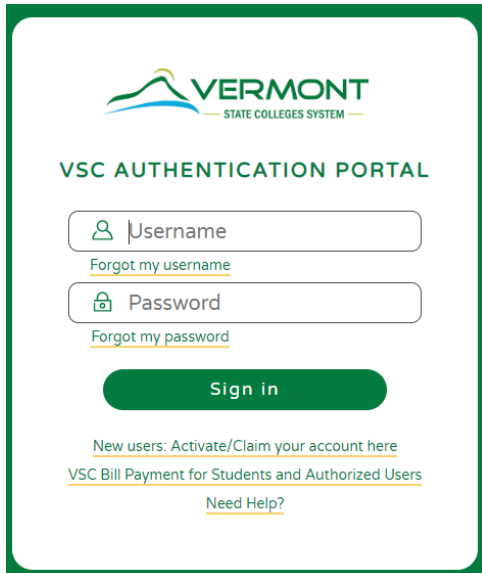 VERMONT
STATE COLLEGES SYSTEM
VSC AUTHENTICATION PORTAL
Username
Forgot my username
Password
Forgot my password
Sign in
New users: Activate/Claim your account here
VSC Bill Payment for Students and Authorized Users
Need Help?